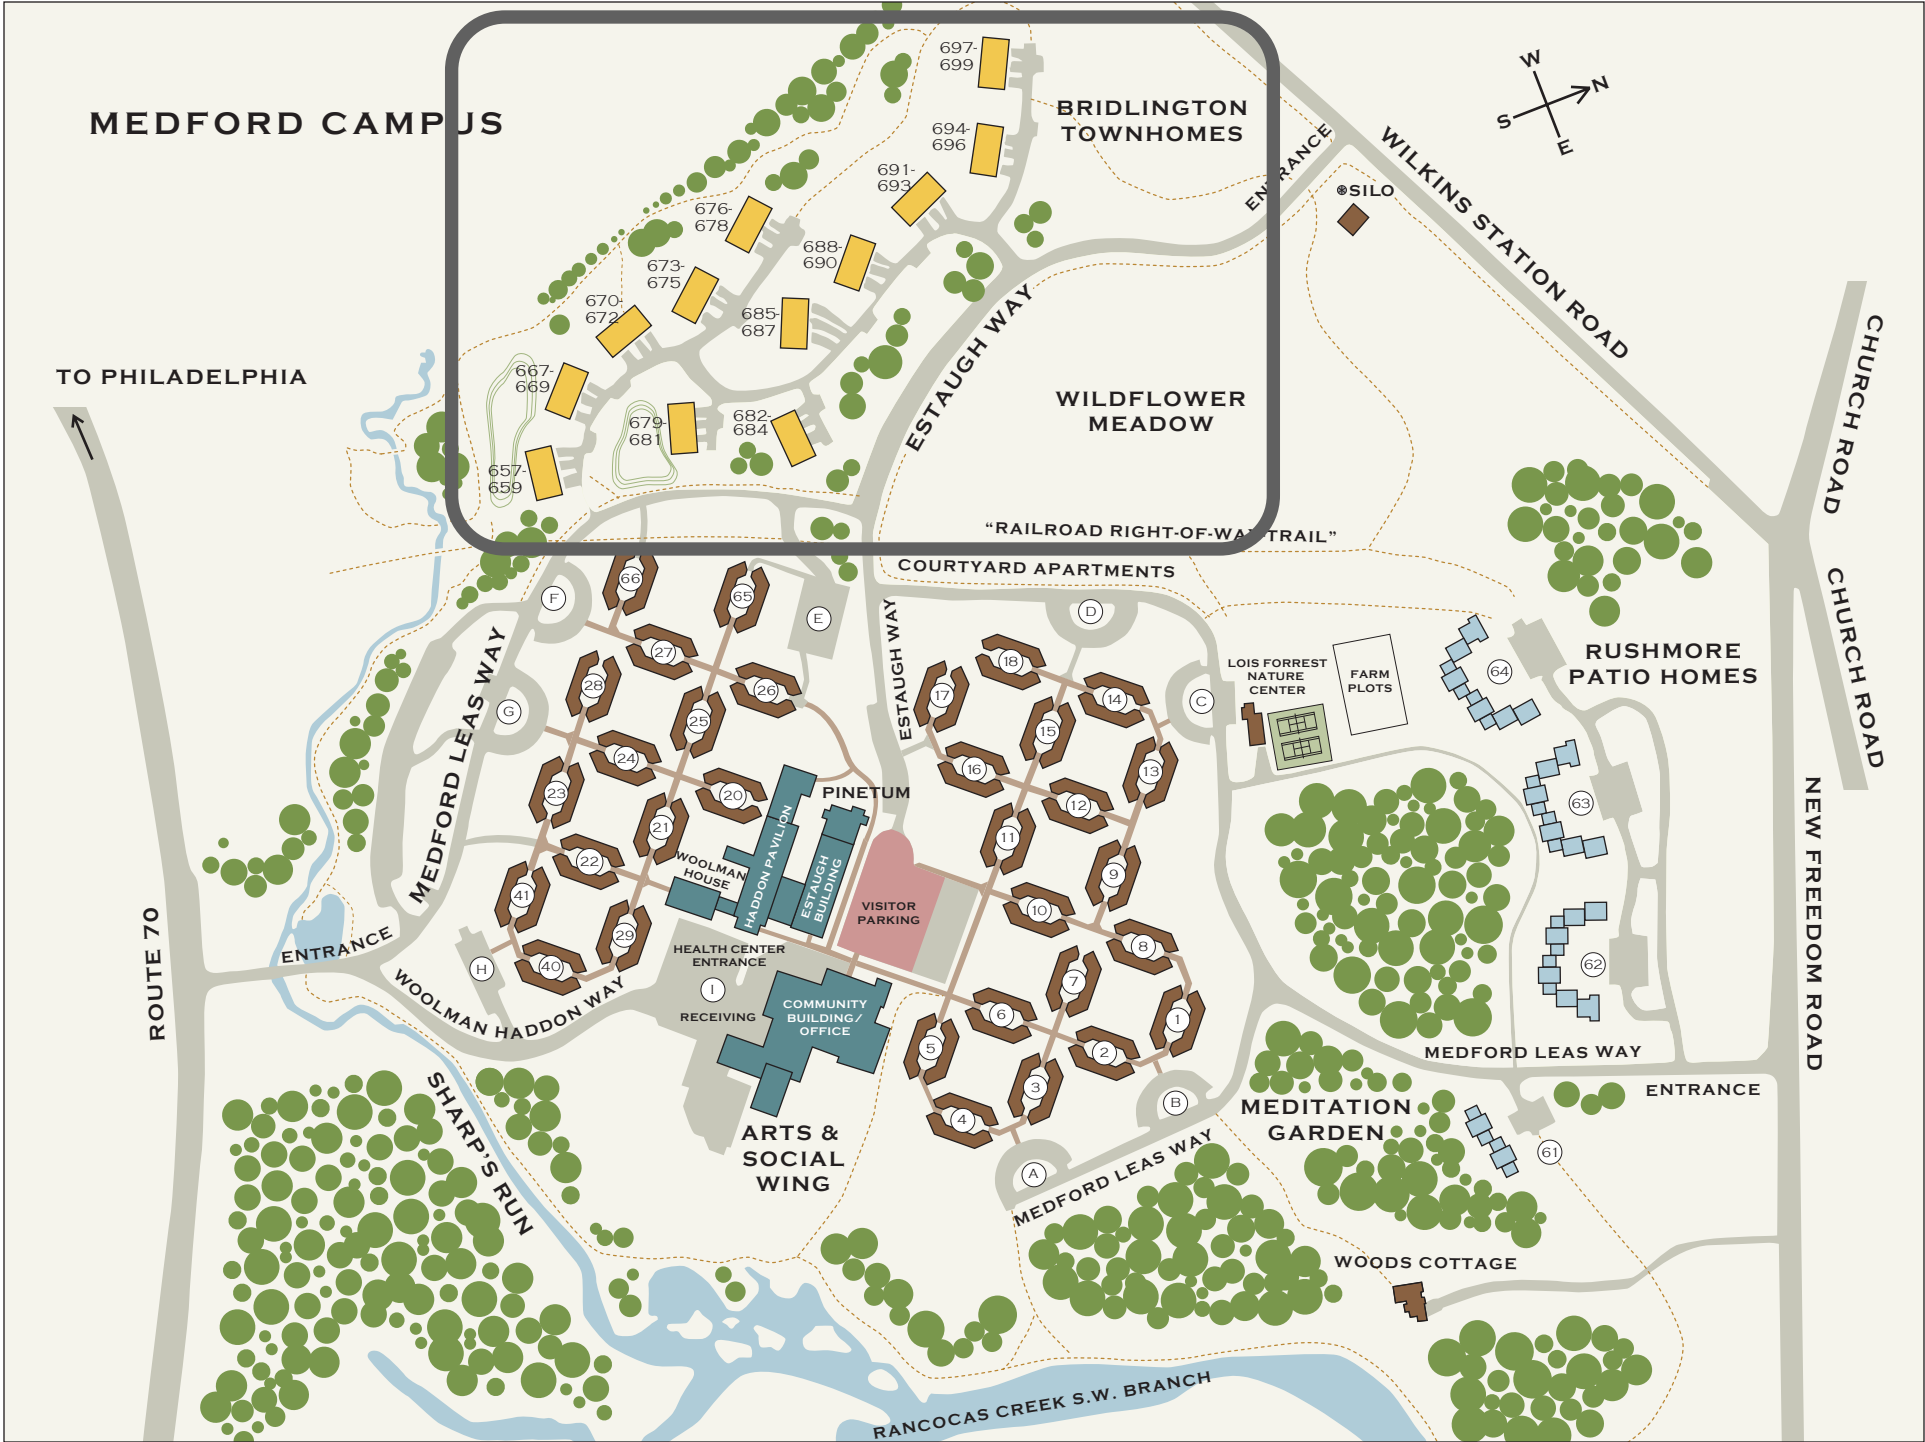 MEDFORD CAMPUS
697-
699
BRIDLINGTON
TOWNHOMES
694-
696
691-
693
676-
678
688-
690
673-
675
670-
672
685-
687
667-
669
679-
681
682-
684
657-
659
W
N
S
E
ENTRANCE
SILO
WILKINS STATION ROAD
ESTAUGH WAY
WILDFLOWER
MEADOW
TO PHILADELPHIA
CHURCH ROAD
CHURCH ROAD
"RAILROAD RIGHT-OF-WAY TRAIL"
COURTYARD APARTMENTS
F
66
65
E
D
27
26
28
25
G
24
23
20
21
22
41
29
40
H
MEDFORD LEAS WAY
ESTAUGH WAY
18
17
14
15
C
16
13
12
11
9
10
8
7
6
1
5
2
3
4
B
A
LOIS FORREST
NATURE
CENTER
FARM
PLOTS
64
RUSHMORE
PATIO HOMES
63
62
61
PINETUM
WOOLMAN
HOUSE
HADDON PAVILION
ESTAUGH
BUILDING
VISITOR
PARKING
HEALTH CENTER
ENTRANCE
I
RECEIVING
COMMUNITY
BUILDING/
OFFICE
ARTS &
SOCIAL
WING
ENTRANCE
WOOLMAN HADDON WAY
ROUTE 70
SHARP'S RUN
NEW FREEDOM ROAD
MEDFORD LEAS WAY
ENTRANCE
MEDITATION
GARDEN
MEDFORD LEAS WAY
WOODS COTTAGE
RANCOCAS CREEK S.W. BRANCH